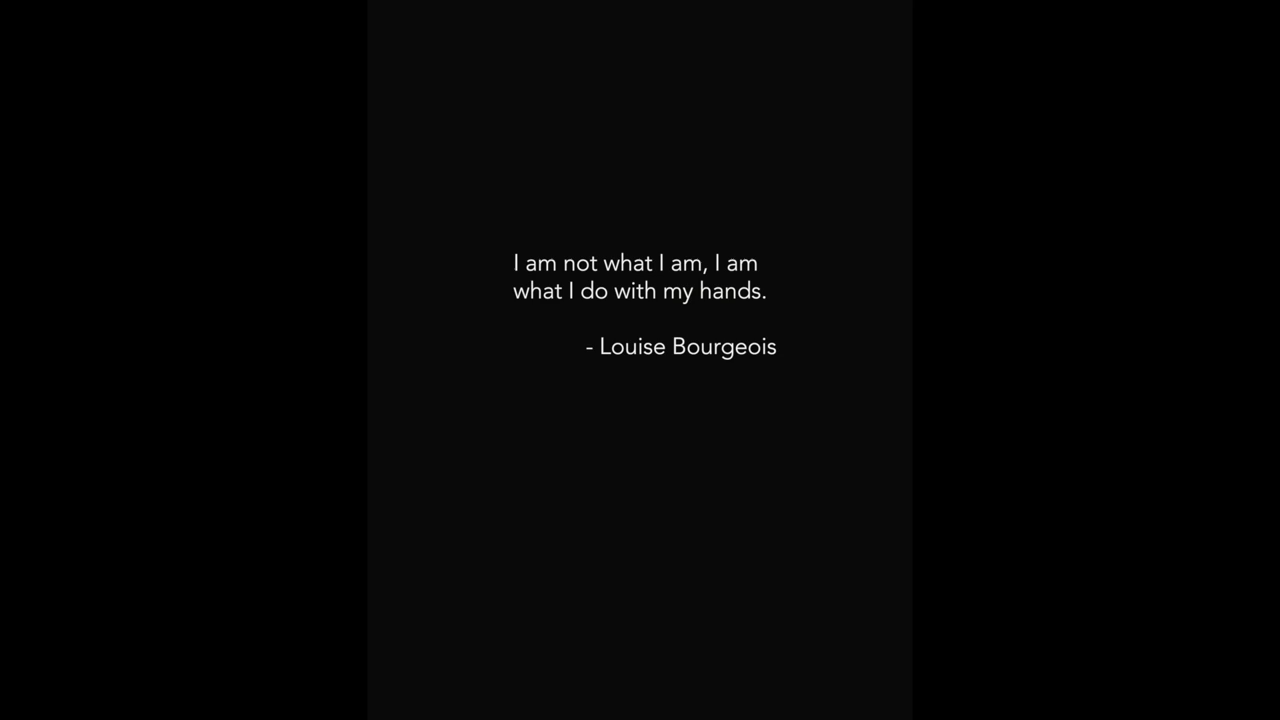 I am not what I am, I am
what I do with my hands.
- Louise Bourgeois